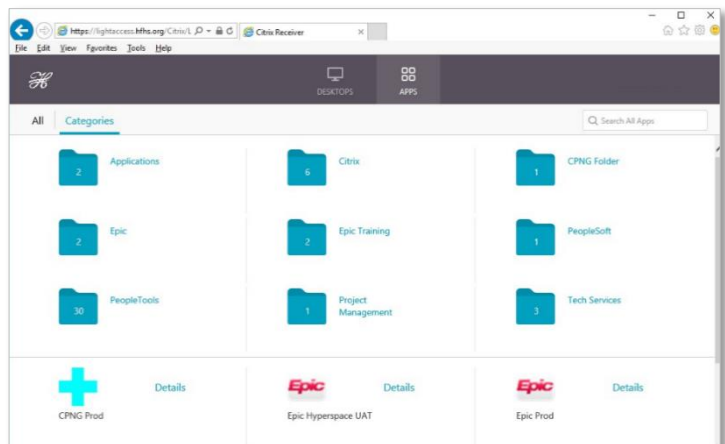 https://lightaccess.hfhs.org/Citrix/L
Citrix Receiver
File Edit View Favorites Tools Help
DESKTOPS
APPS
All
Categories
Search All Apps
2
Applications
6
Citrix
1
CPNG Folder
2
Epic
2
Epic Training
1
PeopleSoft
30
PeopleTools
1
Project
Management
3
Tech Services
Details
CPNG Prod
Epic
Details
Epic Hyperspace UAT
Epic
Details
Epic Prod